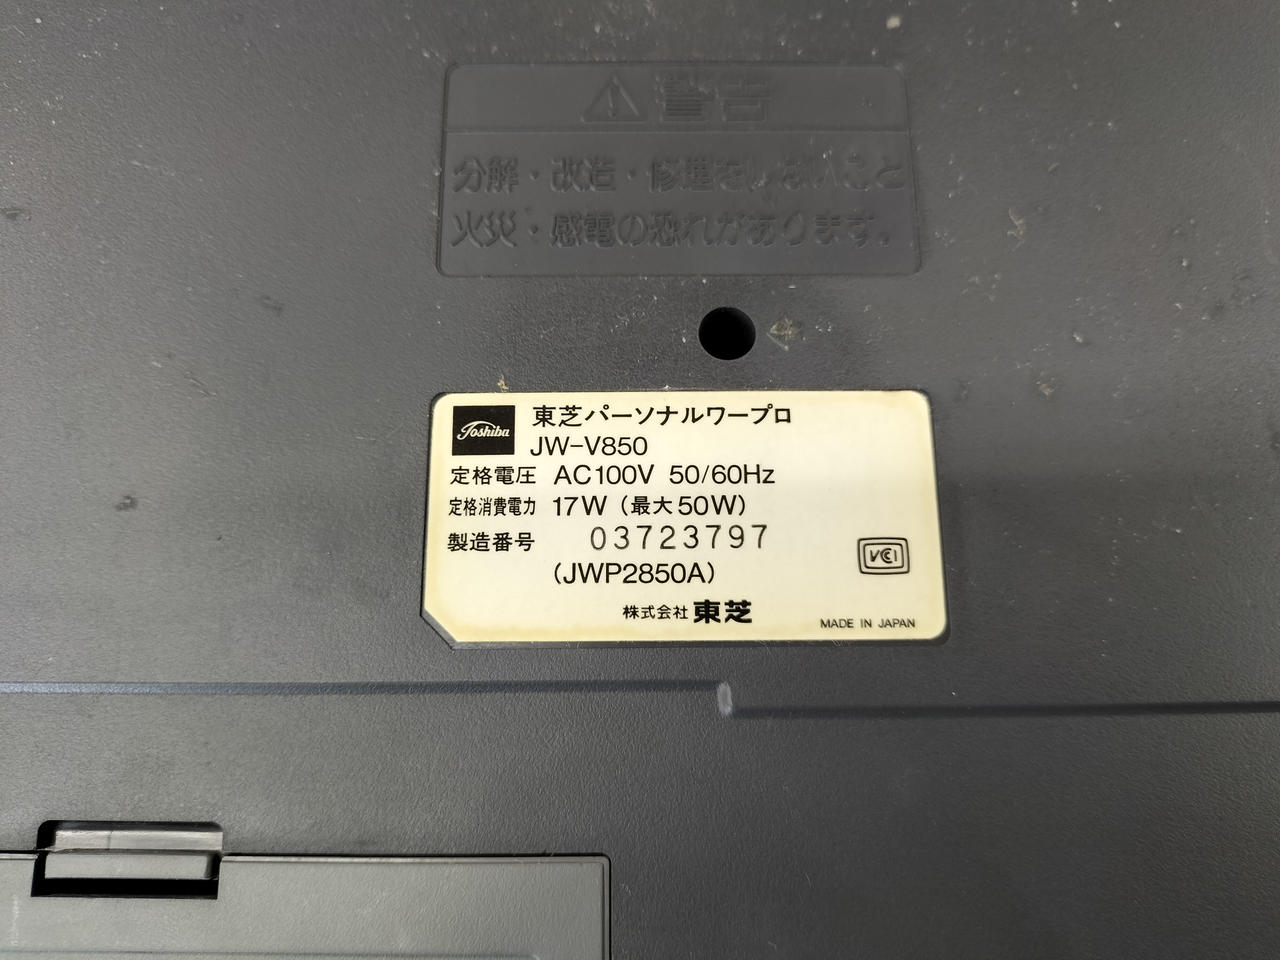 警告
分解・改造・修理をしないこと
火災・感電の恐れがあります。
Toshiba
東芝パーソナルワープロ
JW-V850
定格電圧 AC100V 50/60Hz
定格消費電力 17W (最大50W)
製造番号 03723797
(JWP2850A)
VCCI
株式会社 東芝
MADE IN JAPAN